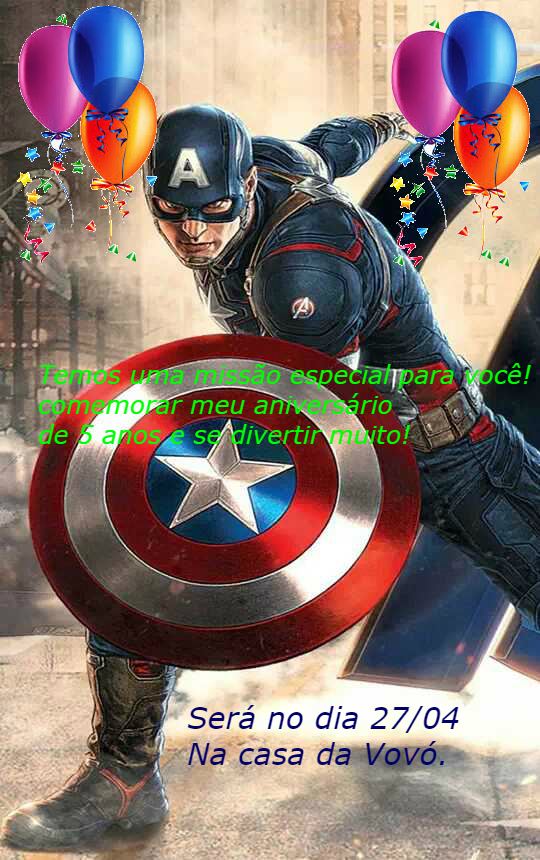 A
Temos uma missão especial para você!
comemorar meu aniversário
de 5 anos e se divertir muito!
Será no dia 27/04
Na casa da Vovó.